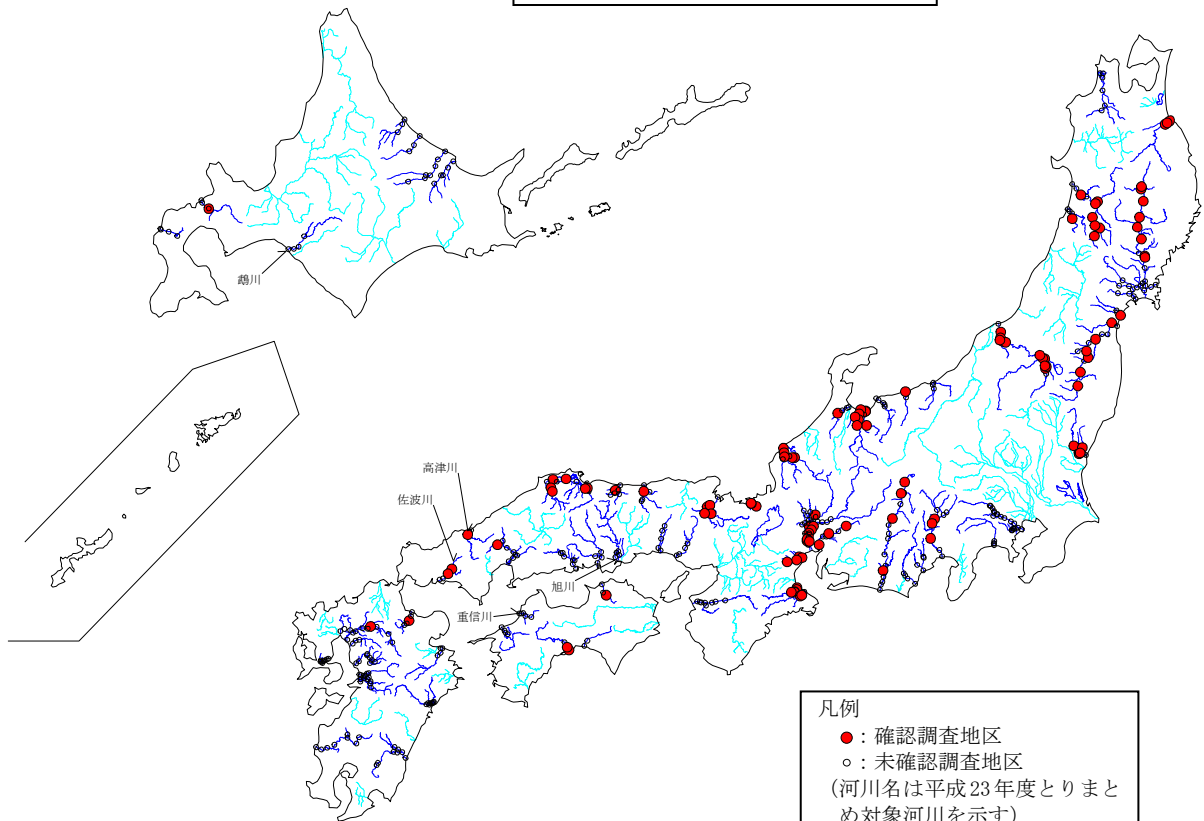 鵡川
高津川
佐波川
旭川
重信川
凡例
：確認調査地区
：未確認調査地区
（河川名は平成23年度とりまと
め対象河川を示す）